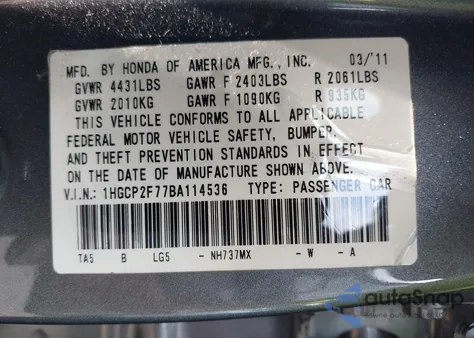 MFD. BY HONDA OF AMERICA MFG., INC. 03/'11
GVWR 4431LBS GAWR F 2403LBS R 2061LBS
GVWR 2010KG GAWR F 1090KG R 935KG
THIS VEHICLE CONFORMS TO ALL APPLICABLE
FEDERAL MOTOR VEHICLE SAFETY, BUMPER,
AND THEFT PREVENTION STANDARDS IN EFFECT
ON THE DATE OF MANUFACTURE SHOWN ABOVE.
V.I.N.: 1HGCP2F77BA114536 TYPE: PASSENGER CAR
TA5 B LG5 - NH737MX - W - A
autoSnap